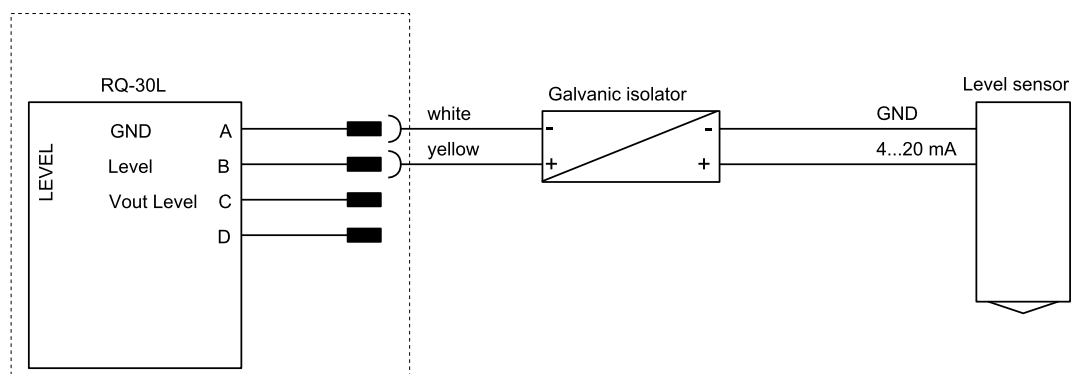 RQ-30L
LEVEL
GND A
Level B
Vout Level C
D
white
yellow
Galvanic isolator
- -
+ +
GND
4...20 mA
Level sensor